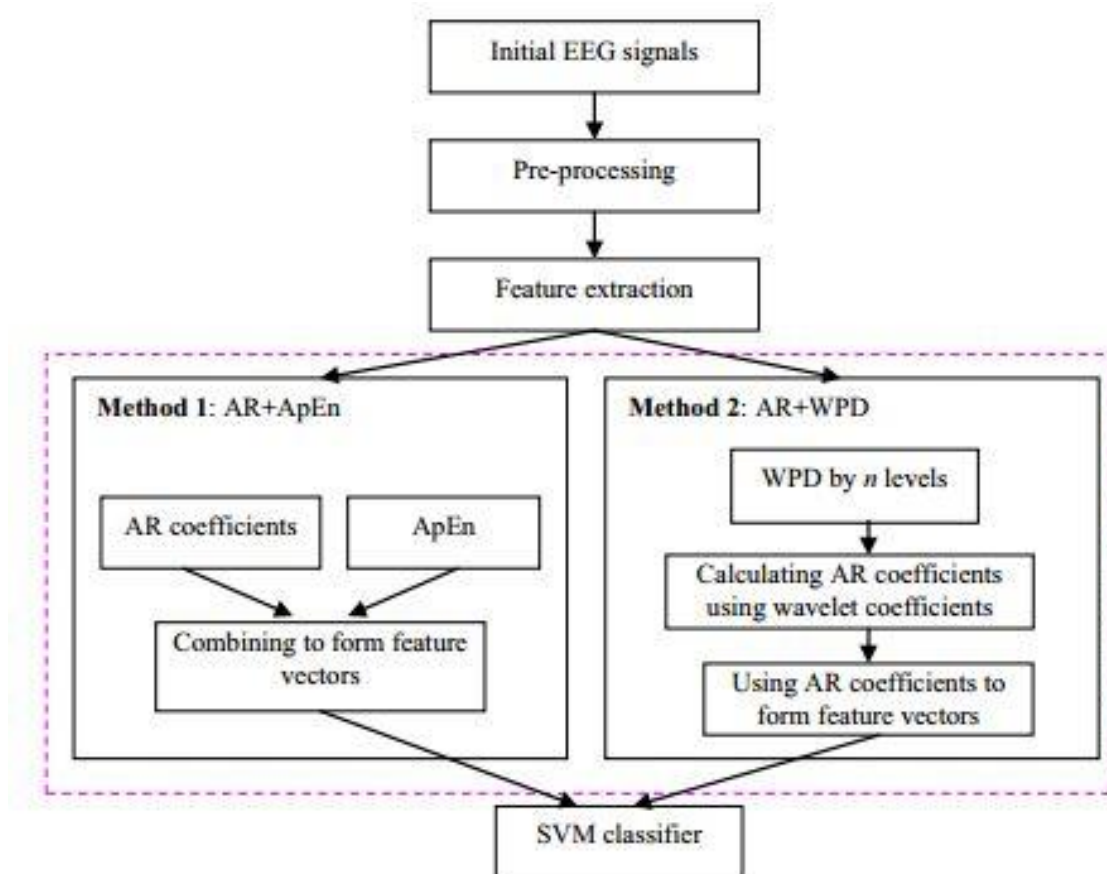 Initial EEG signals
Pre-processing
Feature extraction
Method 1: AR+ApEn
AR coefficients
ApEn
Combining to form feature
vectors
Method 2: AR+WPD
WPD by n levels
Calculating AR coefficients
using wavelet coefficients
Using AR coefficients to
form feature vectors
SVM classifier